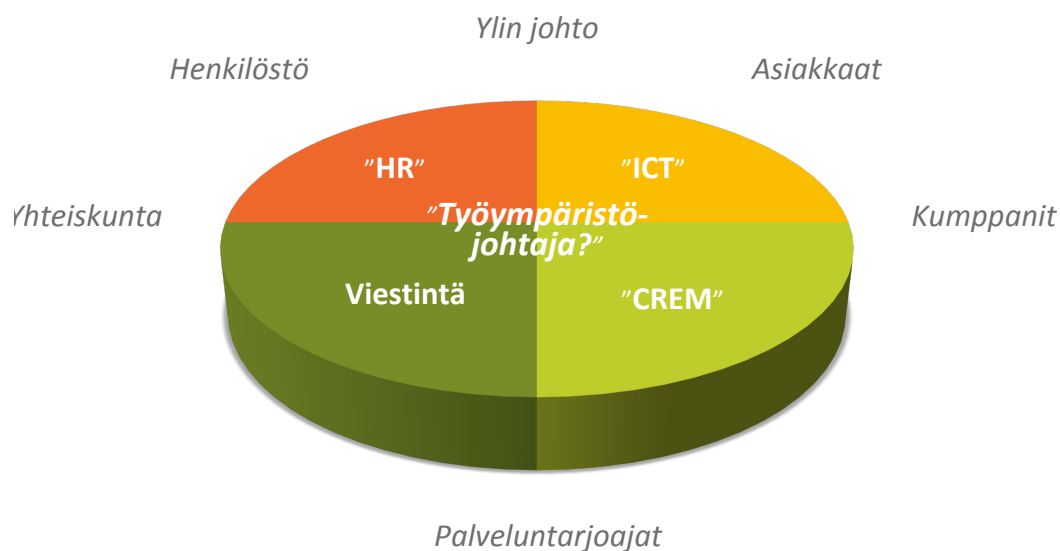 Ylin johto
Henkilöstö
Asiakkaat
”HR”
”ICT”
Yhteiskunta
”Työympäristö-
johtaja?”
Kumppanit
Viestintä
”CREM”
Palveluntarjoajat